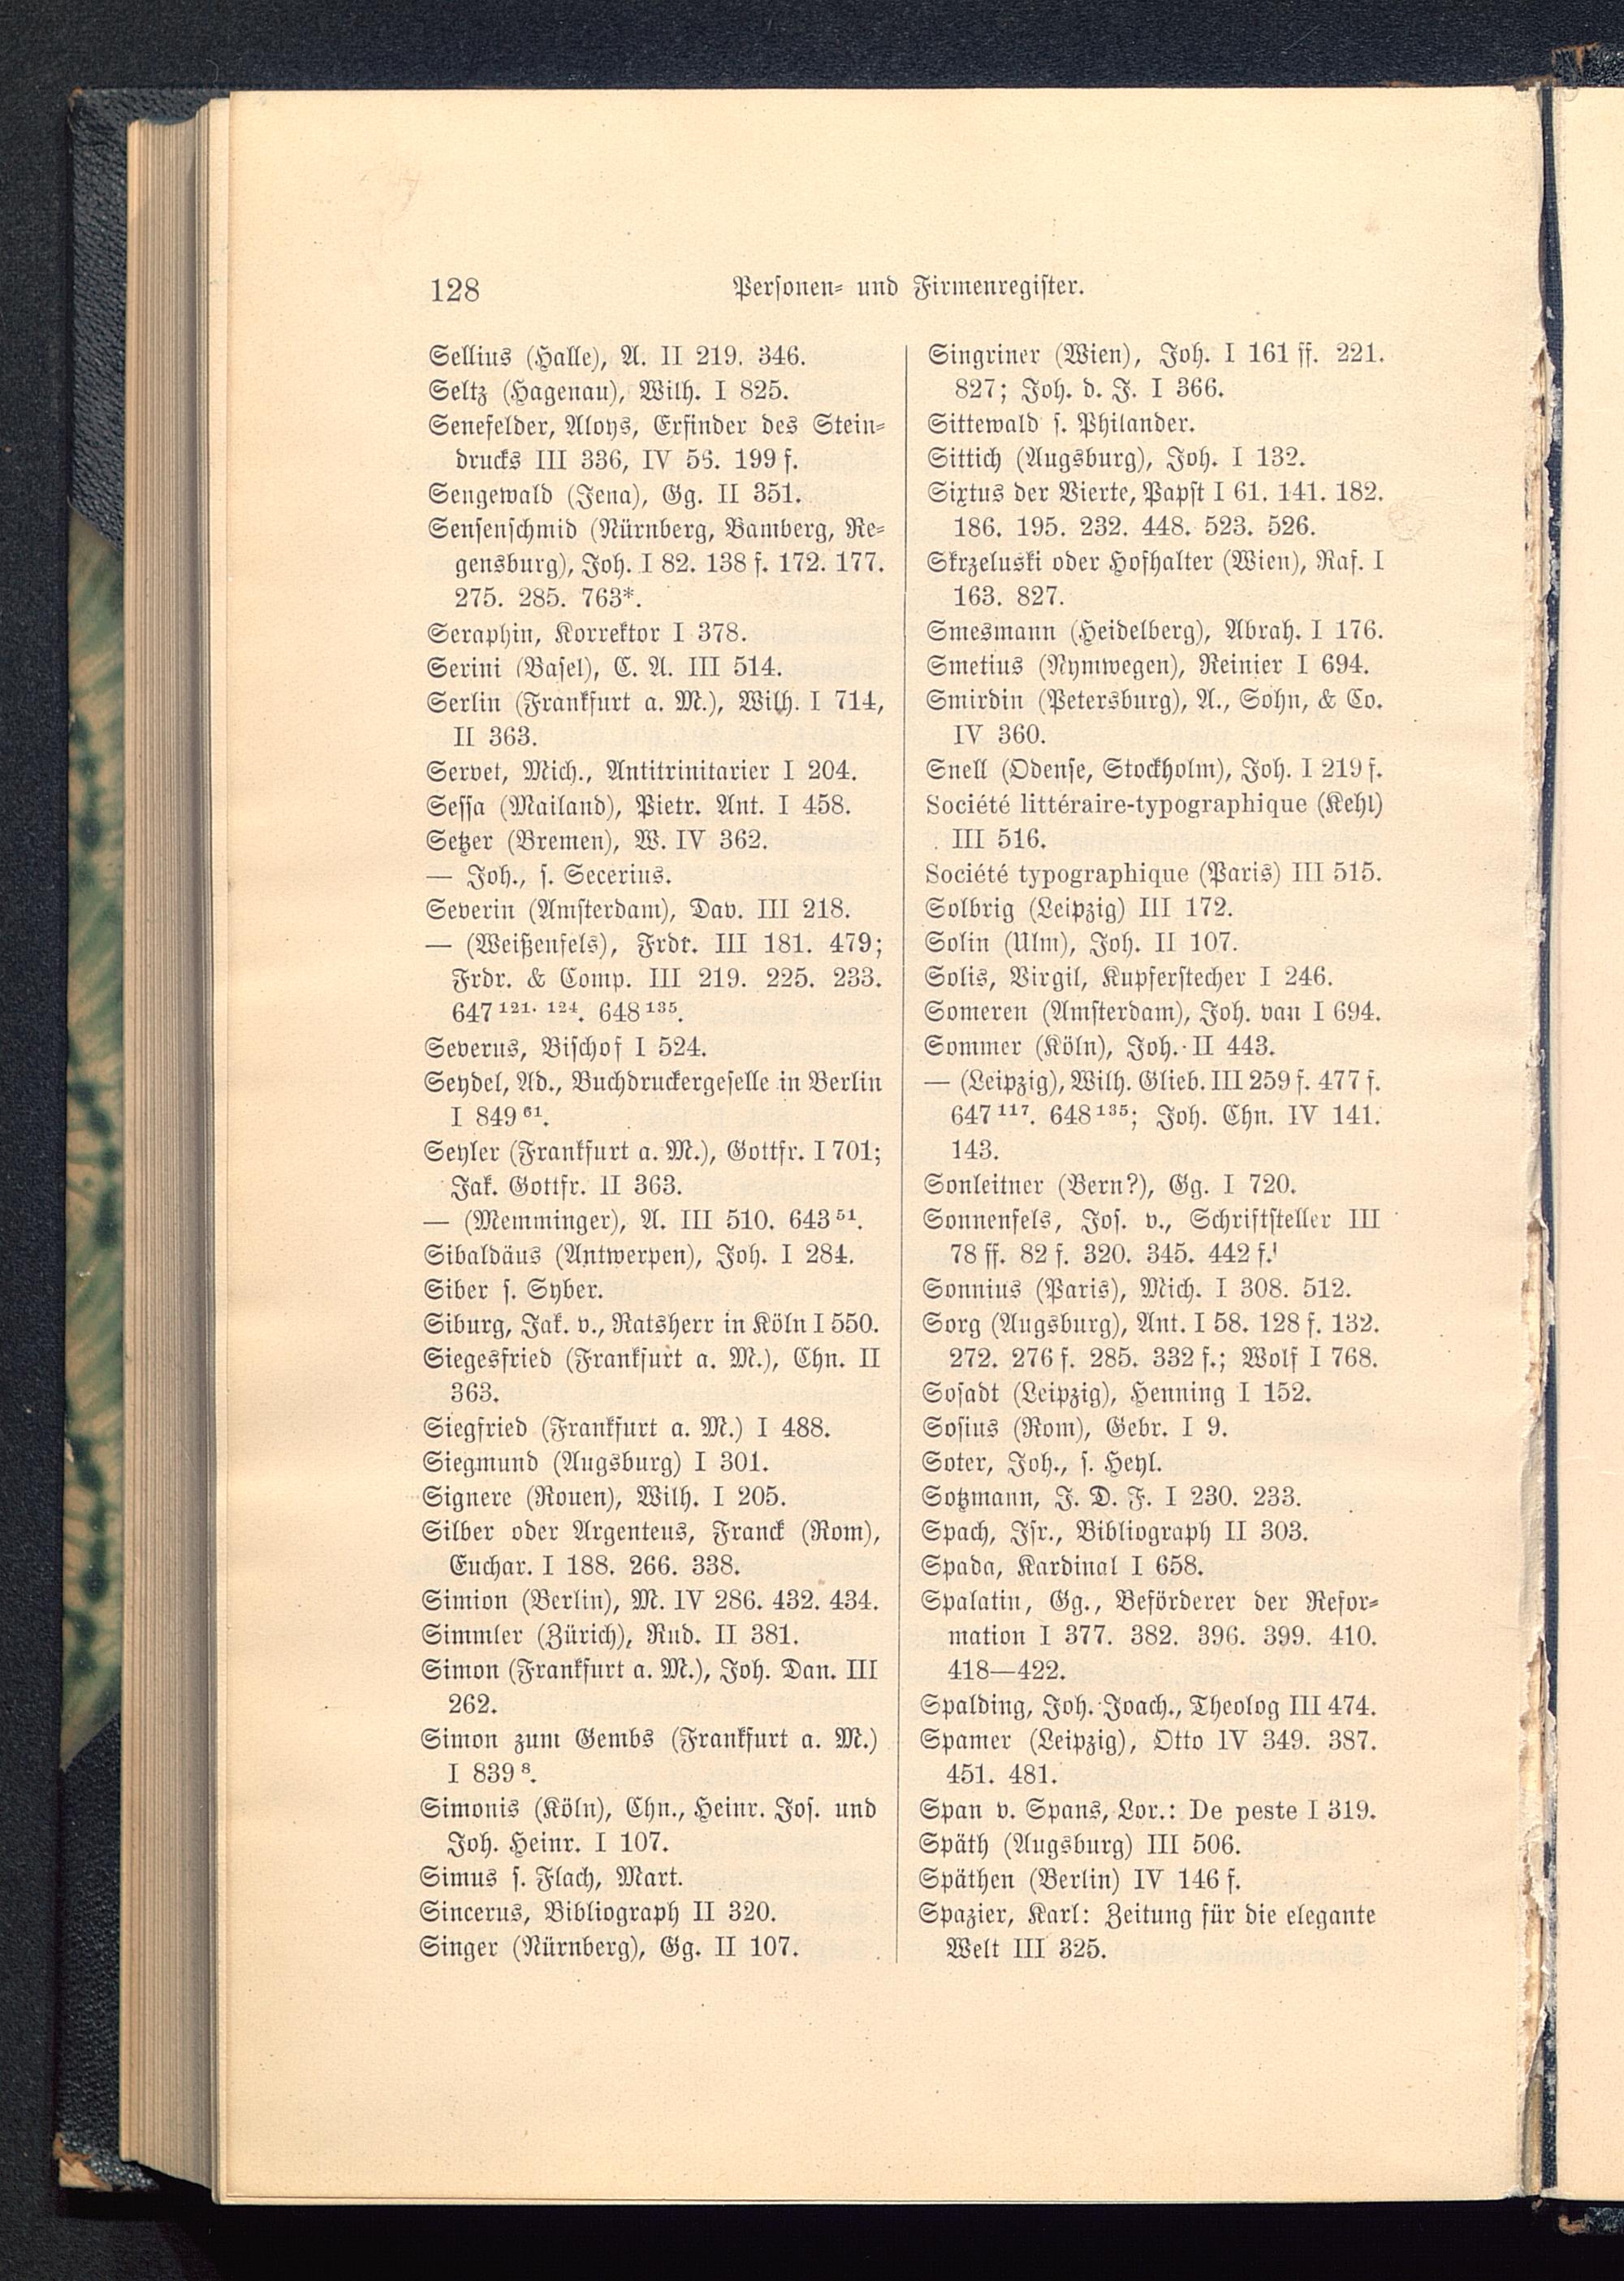 128
Personen- und Firmenregister.
Sellius (Halle), A. II 219. 346.
Seltz (Hagenau), Wilh. I 825.
Senefelder, Aloys, Erfinder des Stein-
drucks III 336, IV 56. 199 f.
Sengewald (Jena), Gg. II 351.
Sensenschmid (Nürnberg, Bamberg, Re-
gensburg), Joh. I 82. 138 f. 172. 177.
275. 285. 763*.
Seraphin, Korrektor I 378.
Serini (Basel), C. A. III 514.
Serlin (Frankfurt a. M.), Wilh. I 714,
II 363.
Servet, Mich., Antitrinitarier I 204.
Sessa (Mailand), Pietr. Ant. I 458.
Setzer (Bremen), W. IV 362.
— Joh., s. Secerius.
Severin (Amsterdam), Dav. III 218.
— (Weißenfels), Frdr. III 181. 479;
Frdr. & Comp. III 219. 225. 233.
647¹²¹· ¹²⁴. 648¹³⁵.
Severus, Bischof I 524.
Seydel, Ad., Buchdruckergeselle in Berlin
I 849⁶¹.
Seyler (Frankfurt a. M.), Gottfr. I 701;
Jak. Gottfr. II 363.
— (Memminger), A. III 510. 643⁵¹.
Sibaldäus (Antwerpen), Joh. I 284.
Siber s. Syber.
Siburg, Jak. v., Ratsherr in Köln I 550.
Siegesfried (Frankfurt a. M.), Chn. II
363.
Siegfried (Frankfurt a. M.) I 488.
Siegmund (Augsburg) I 301.
Signere (Rouen), Wilh. I 205.
Silber oder Argenteus, Franck (Rom),
Euchar. I 188. 266. 338.
Simion (Berlin), M. IV 286. 432. 434.
Simmler (Zürich), Rud. II 381.
Simon (Frankfurt a. M.), Joh. Dan. III
262.
Simon zum Gembs (Frankfurt a. M.)
I 839⁸.
Simonis (Köln), Chn., Heinr. Jos. und
Joh. Heinr. I 107.
Simus s. Flach, Mart.
Sincerus, Bibliograph II 320.
Singer (Nürnberg), Gg. II 107.
Singriner (Wien), Joh. I 161 ff. 221.
827; Joh. d. J. I 366.
Sittewald s. Philander.
Sittich (Augsburg), Joh. I 132.
Sixtus der Vierte, Papst I 61. 141. 182.
186. 195. 232. 448. 523. 526.
Skrzeluski oder Hofhalter (Wien), Raf. I
163. 827.
Smesmann (Heidelberg), Abrah. I 176.
Smetius (Nymwegen), Reinier I 694.
Smirdin (Petersburg), A., Sohn, & Co.
IV 360.
Snell (Odense, Stockholm), Joh. I 219 f.
Société littéraire-typographique (Kehl)
III 516.
Société typographique (Paris) III 515.
Solbrig (Leipzig) III 172.
Solin (Ulm), Joh. II 107.
Solis, Virgil, Kupferstecher I 246.
Someren (Amsterdam), Joh. van I 694.
Sommer (Köln), Joh. II 443.
— (Leipzig), Wilh. Glieb. III 259 f. 477 f.
647¹¹⁷. 648¹³⁵; Joh. Chn. IV 141.
143.
Sonleitner (Bern?), Gg. I 720.
Sonnenfels, Jos. v., Schriftsteller III
78 ff. 82 f. 320. 345. 442 f.
Sonnius (Paris), Mich. I 308. 512.
Sorg (Augsburg), Ant. I 58. 128 f. 132.
272. 276 f. 285. 332 f.; Wolf I 768.
Sosadt (Leipzig), Henning I 152.
Sosius (Rom), Gebr. I 9.
Soter, Joh., s. Heyl.
Sotzmann, J. D. F. I 230. 233.
Spach, Isr., Bibliograph II 303.
Spada, Kardinal I 658.
Spalatin, Gg., Beförderer der Refor-
mation I 377. 382. 396. 399. 410.
418—422.
Spalding, Joh. Joach., Theolog III 474.
Spamer (Leipzig), Otto IV 349. 387.
451. 481.
Span v. Spans, Lor.: De peste I 319.
Späth (Augsburg) III 506.
Späthen (Berlin) IV 146 f.
Spazier, Karl: Zeitung für die elegante
Welt III 325.